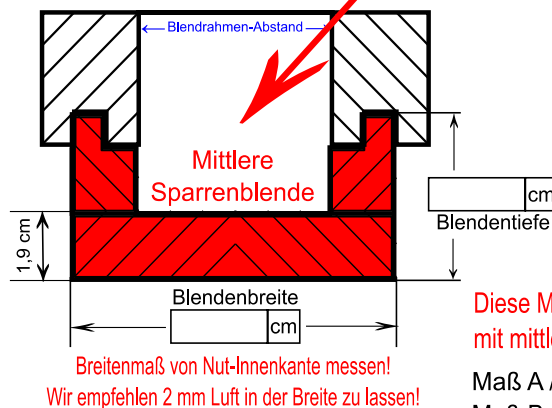 Blendrahmen-Abstand
Mittlere
Sparrenblende
cm
Blendentiefe
1,9 cm
Blendenbreite
cm
Diese M
mit mittle
Breitenmaß von Nut-Innenkante messen!
Wir empfehlen 2 mm Luft in der Breite zu lassen!
Maß A